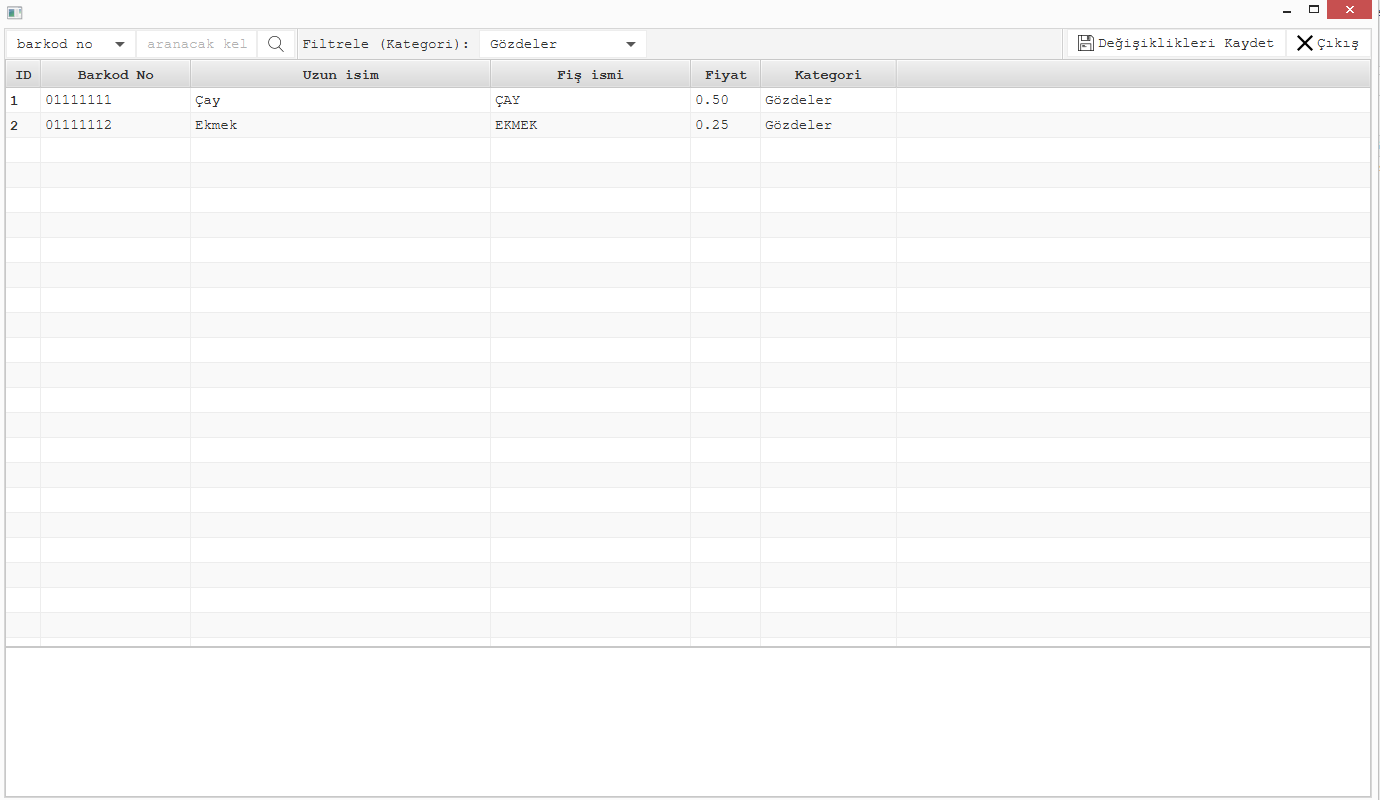 barkod no aranacak kel Filtrele (Kategori): Gözdeler Değişiklikleri Kaydet Çıkış
ID Barkod No Uzun isim Fiş ismi Fiyat Kategori
1 01111111 Çay ÇAY 0.50 Gözdeler
2 01111112 Ekmek EKMEK 0.25 Gözdeler